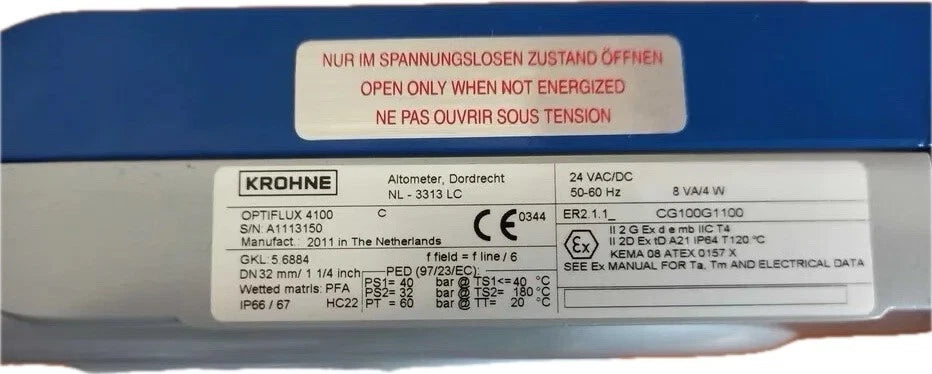 NUR IM SPANNUNGSLOSEN ZUSTAND ÖFFNEN
OPEN ONLY WHEN NOT ENERGIZED
NE PAS OUVRIR SOUS TENSION
KROHNE
Altometer, Dordrecht
NL - 3313 LC
OPTIFLUX 4100 C
S/N: A1113150
Manufact.: 2011 in The Netherlands
CE 0344
GKL: 5.6884 f field = f line / 6
DN 32 mm/ 1 1/4 inch
PED (97/23/EC):
Wetted matrls: PFA
IP66 / 67 HC22
PS1= 40 bar @ TS1<= 40 °C
PS2= 32 bar @ TS2= 180 °C
PT = 60 bar @ TT= 20 °C
24 VAC/DC
50-60 Hz 8 VA/4 W
ER2.1.1_ CG100G1100
Ex
II 2 G Ex d e mb IIC T4
II 2D Ex tD A21 IP64 T120 °C
KEMA 08 ATEX 0157 X
SEE Ex MANUAL FOR Ta, Tm AND ELECTRICAL DATA